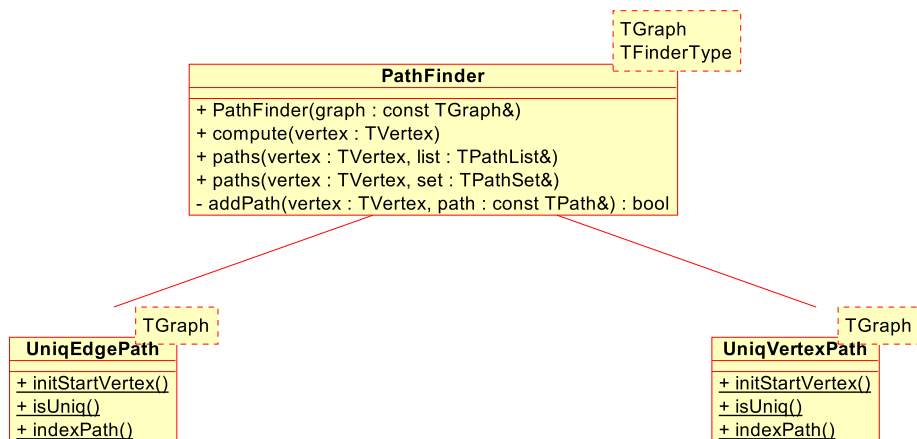 TGraph
TFinderType
PathFinder
+ PathFinder(graph : const TGraph&)
+ compute(vertex : TVertex)
+ paths(vertex : TVertex, list : TPathList&)
+ paths(vertex : TVertex, set : TPathSet&)
- addPath(vertex : TVertex, path : const TPath&) : bool
TGraph
UniqEdgePath
+ initStartVertex()
+ isUniq()
+ indexPath()
TGraph
UniqVertexPath
+ initStartVertex()
+ isUniq()
+ indexPath()